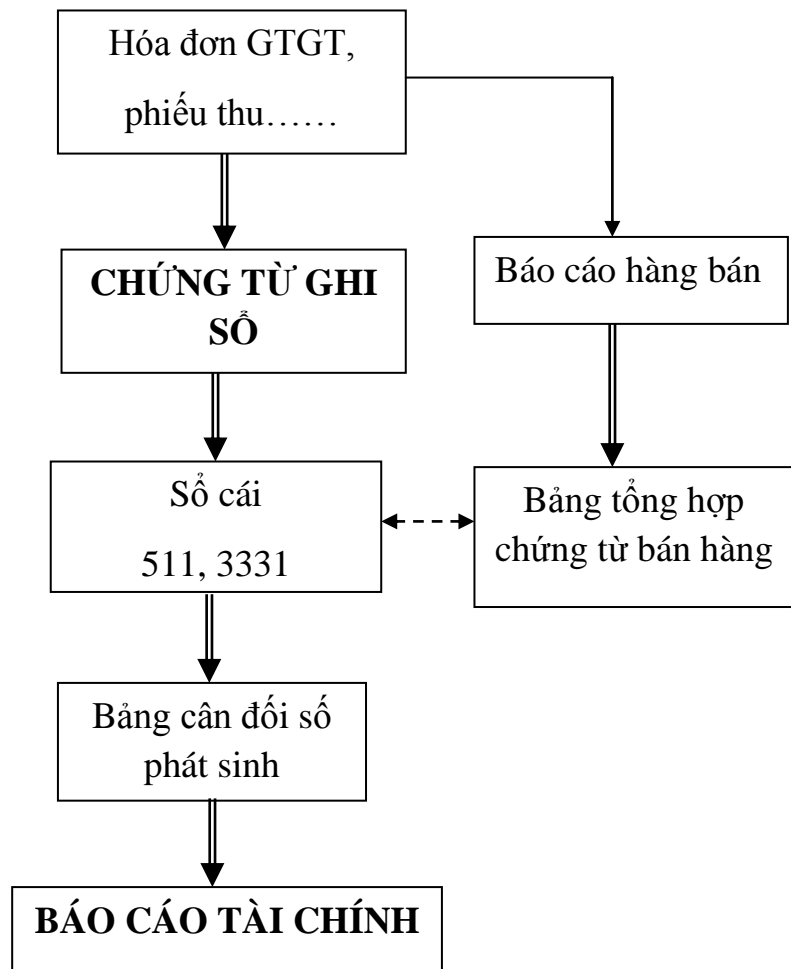 Hóa đơn GTGT,
phiếu thu……
CHỨNG TỪ GHI
SỔ
Báo cáo hàng bán
Sổ cái
511, 3331
Bảng tổng hợp
chứng từ bán hàng
Bảng cân đối số
phát sinh
BÁO CÁO TÀI CHÍNH